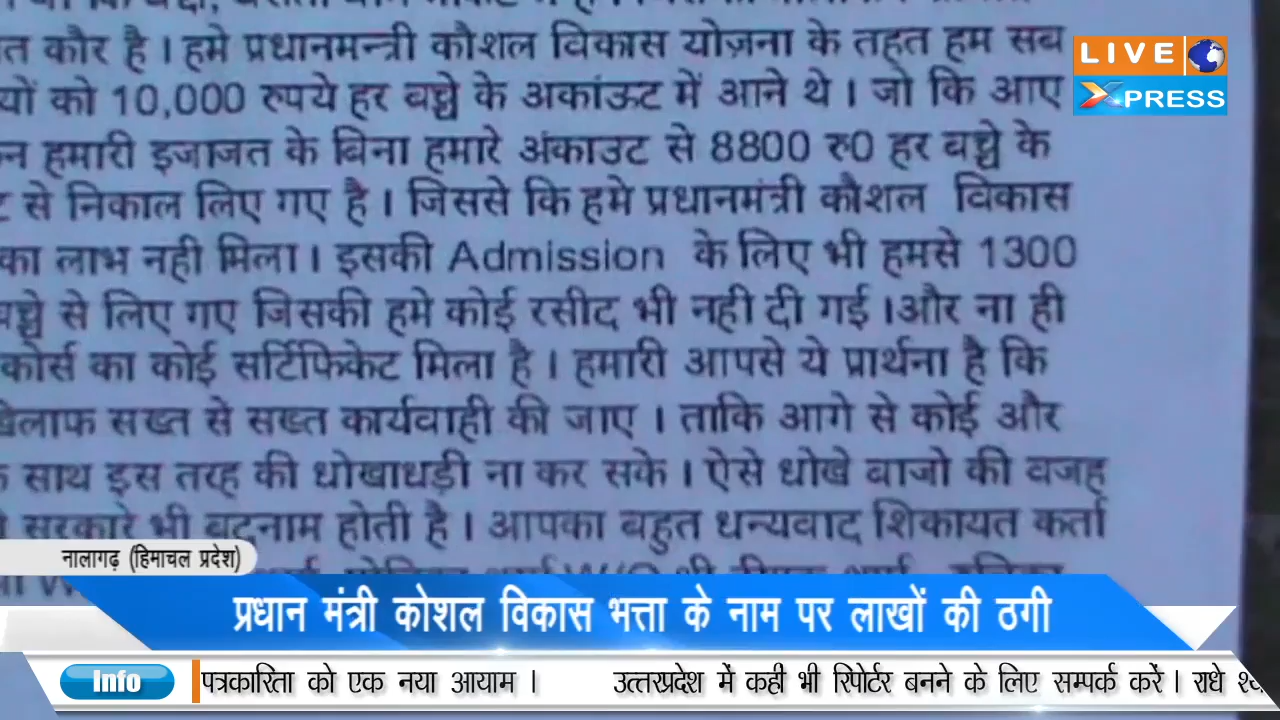 त कौर है । हमे प्रधानमन्त्री कौशल विकास योज़ना के तहत हम सब
यों को 10,000 रुपये हर बच्चे के अकांऊट में आने थे । जो कि आए
न हमारी इजाजत के बिना हमारे अंकाउट से 8800 रु0 हर बच्चे के
ट से निकाल लिए गए है । जिससे कि हमे प्रधानमंत्री कौशल विकास
का लाभ नही मिला । इसकी Admission के लिए भी हमसे 1300
बच्चे से लिए गए जिसकी हमे कोई रसीद भी नही दी गई ।और ना ही
कोर्स का कोई सर्टिफिकेट मिला है । हमारी आपसे ये प्रार्थना है कि
खिलाफ सख्त से सख्त कार्यवाही की जाए । ताकि आगे से कोई और
साथ इस तरह की धोखाधड़ी ना कर सके । ऐसे धोखे बाजो की वजह
सरकारे भी बदनाम होती है । आपका बहुत धन्यवाद शिकायत कर्ता
LIVE
XPRESS
नालागढ़ (हिमाचल प्रदेश)
प्रधान मंत्री कोशल विकास भत्ता के नाम पर लाखों की ठगी
Info
पत्रकारिता को एक नया आयाम । उत्तरप्रदेश में कही भी रिपोर्टर बनने के लिए सम्पर्क करें । राधे